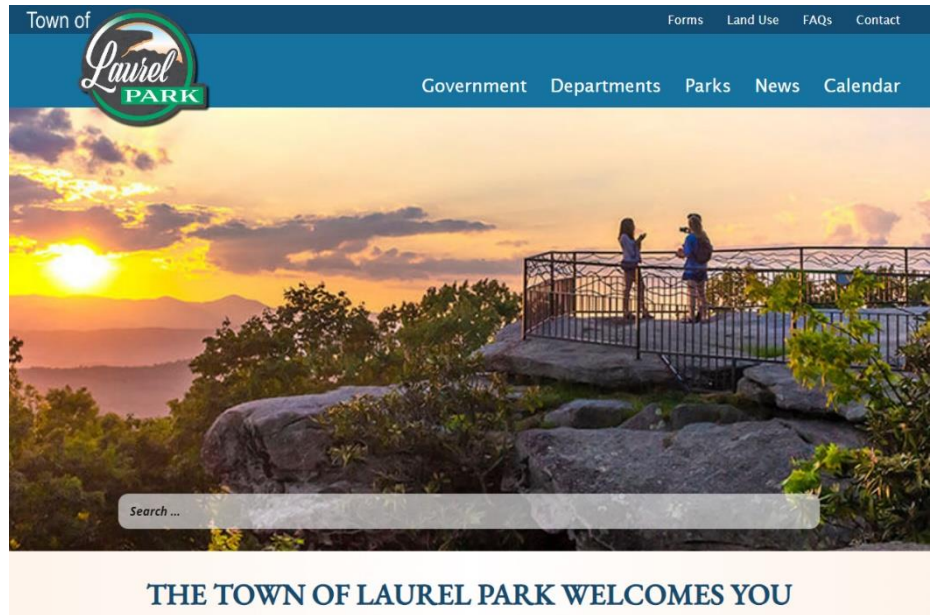 Town of
Laurel
PARK
Forms Land Use FAQs Contact
Government Departments Parks News Calendar
Search ...
THE TOWN OF LAUREL PARK WELCOMES YOU